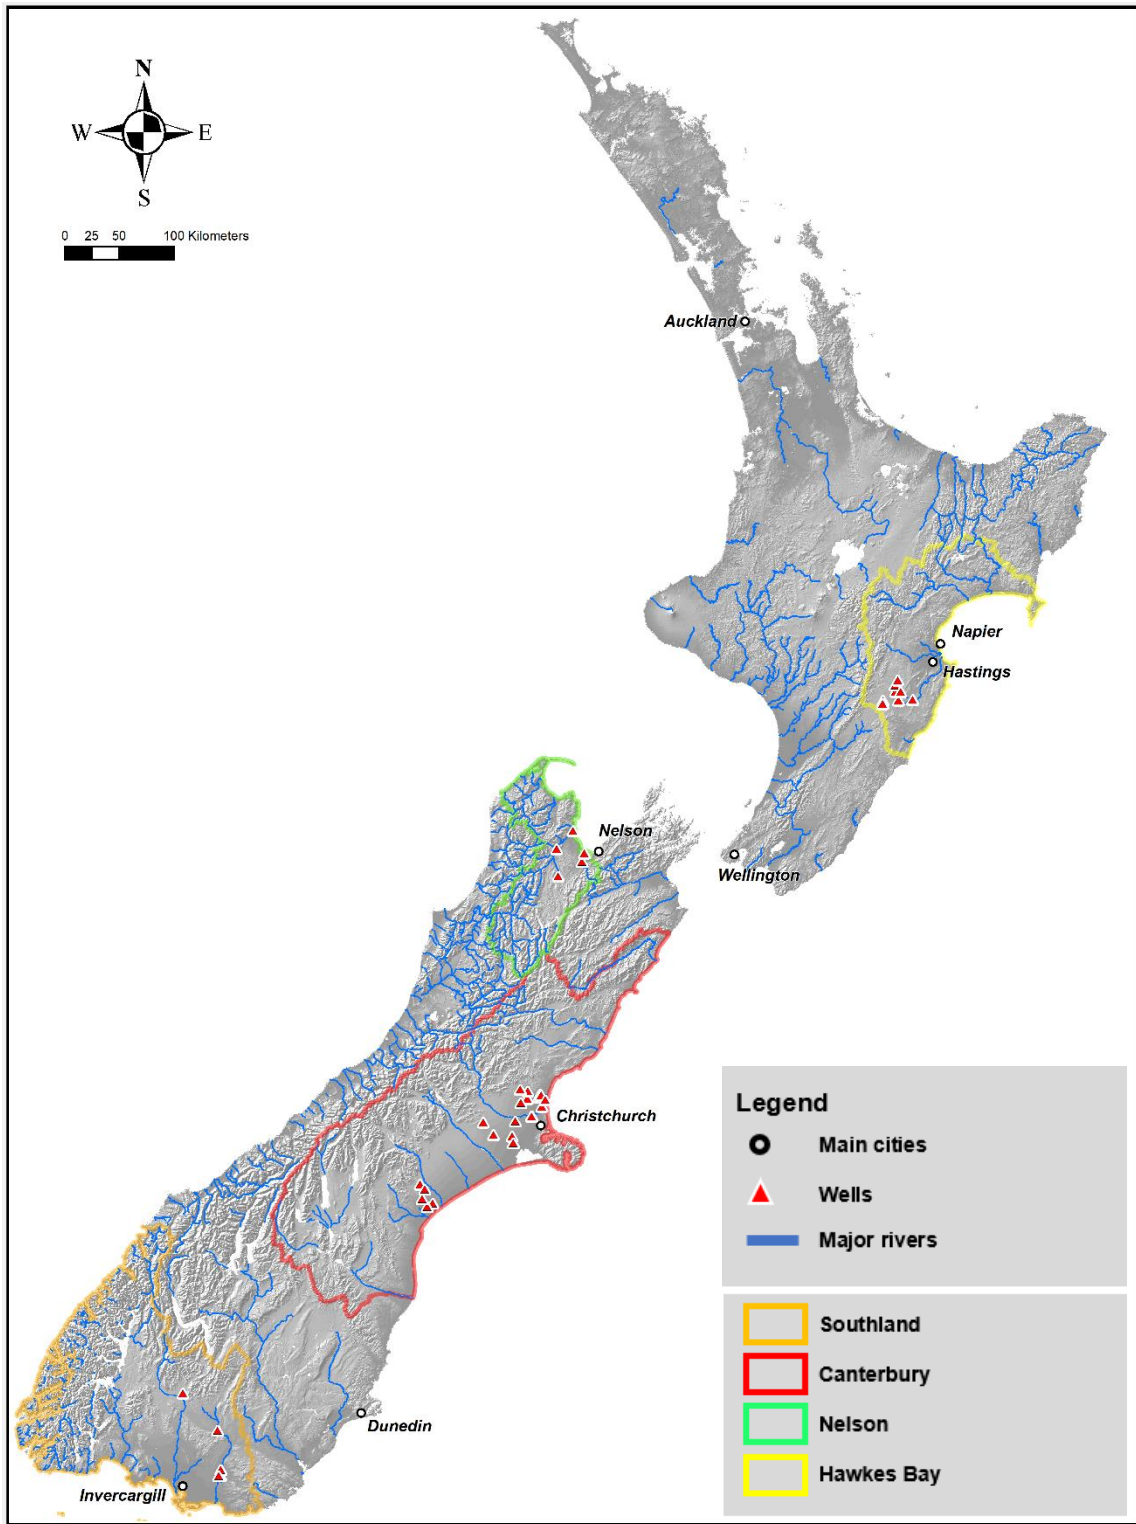 N
W E
S
0 25 50 100 Kilometers
Auckland
Napier
Hastings
Nelson
Wellington
Christchurch
Dunedin
Invercargill
Legend
Main cities
Wells
Major rivers
Southland
Canterbury
Nelson
Hawkes Bay